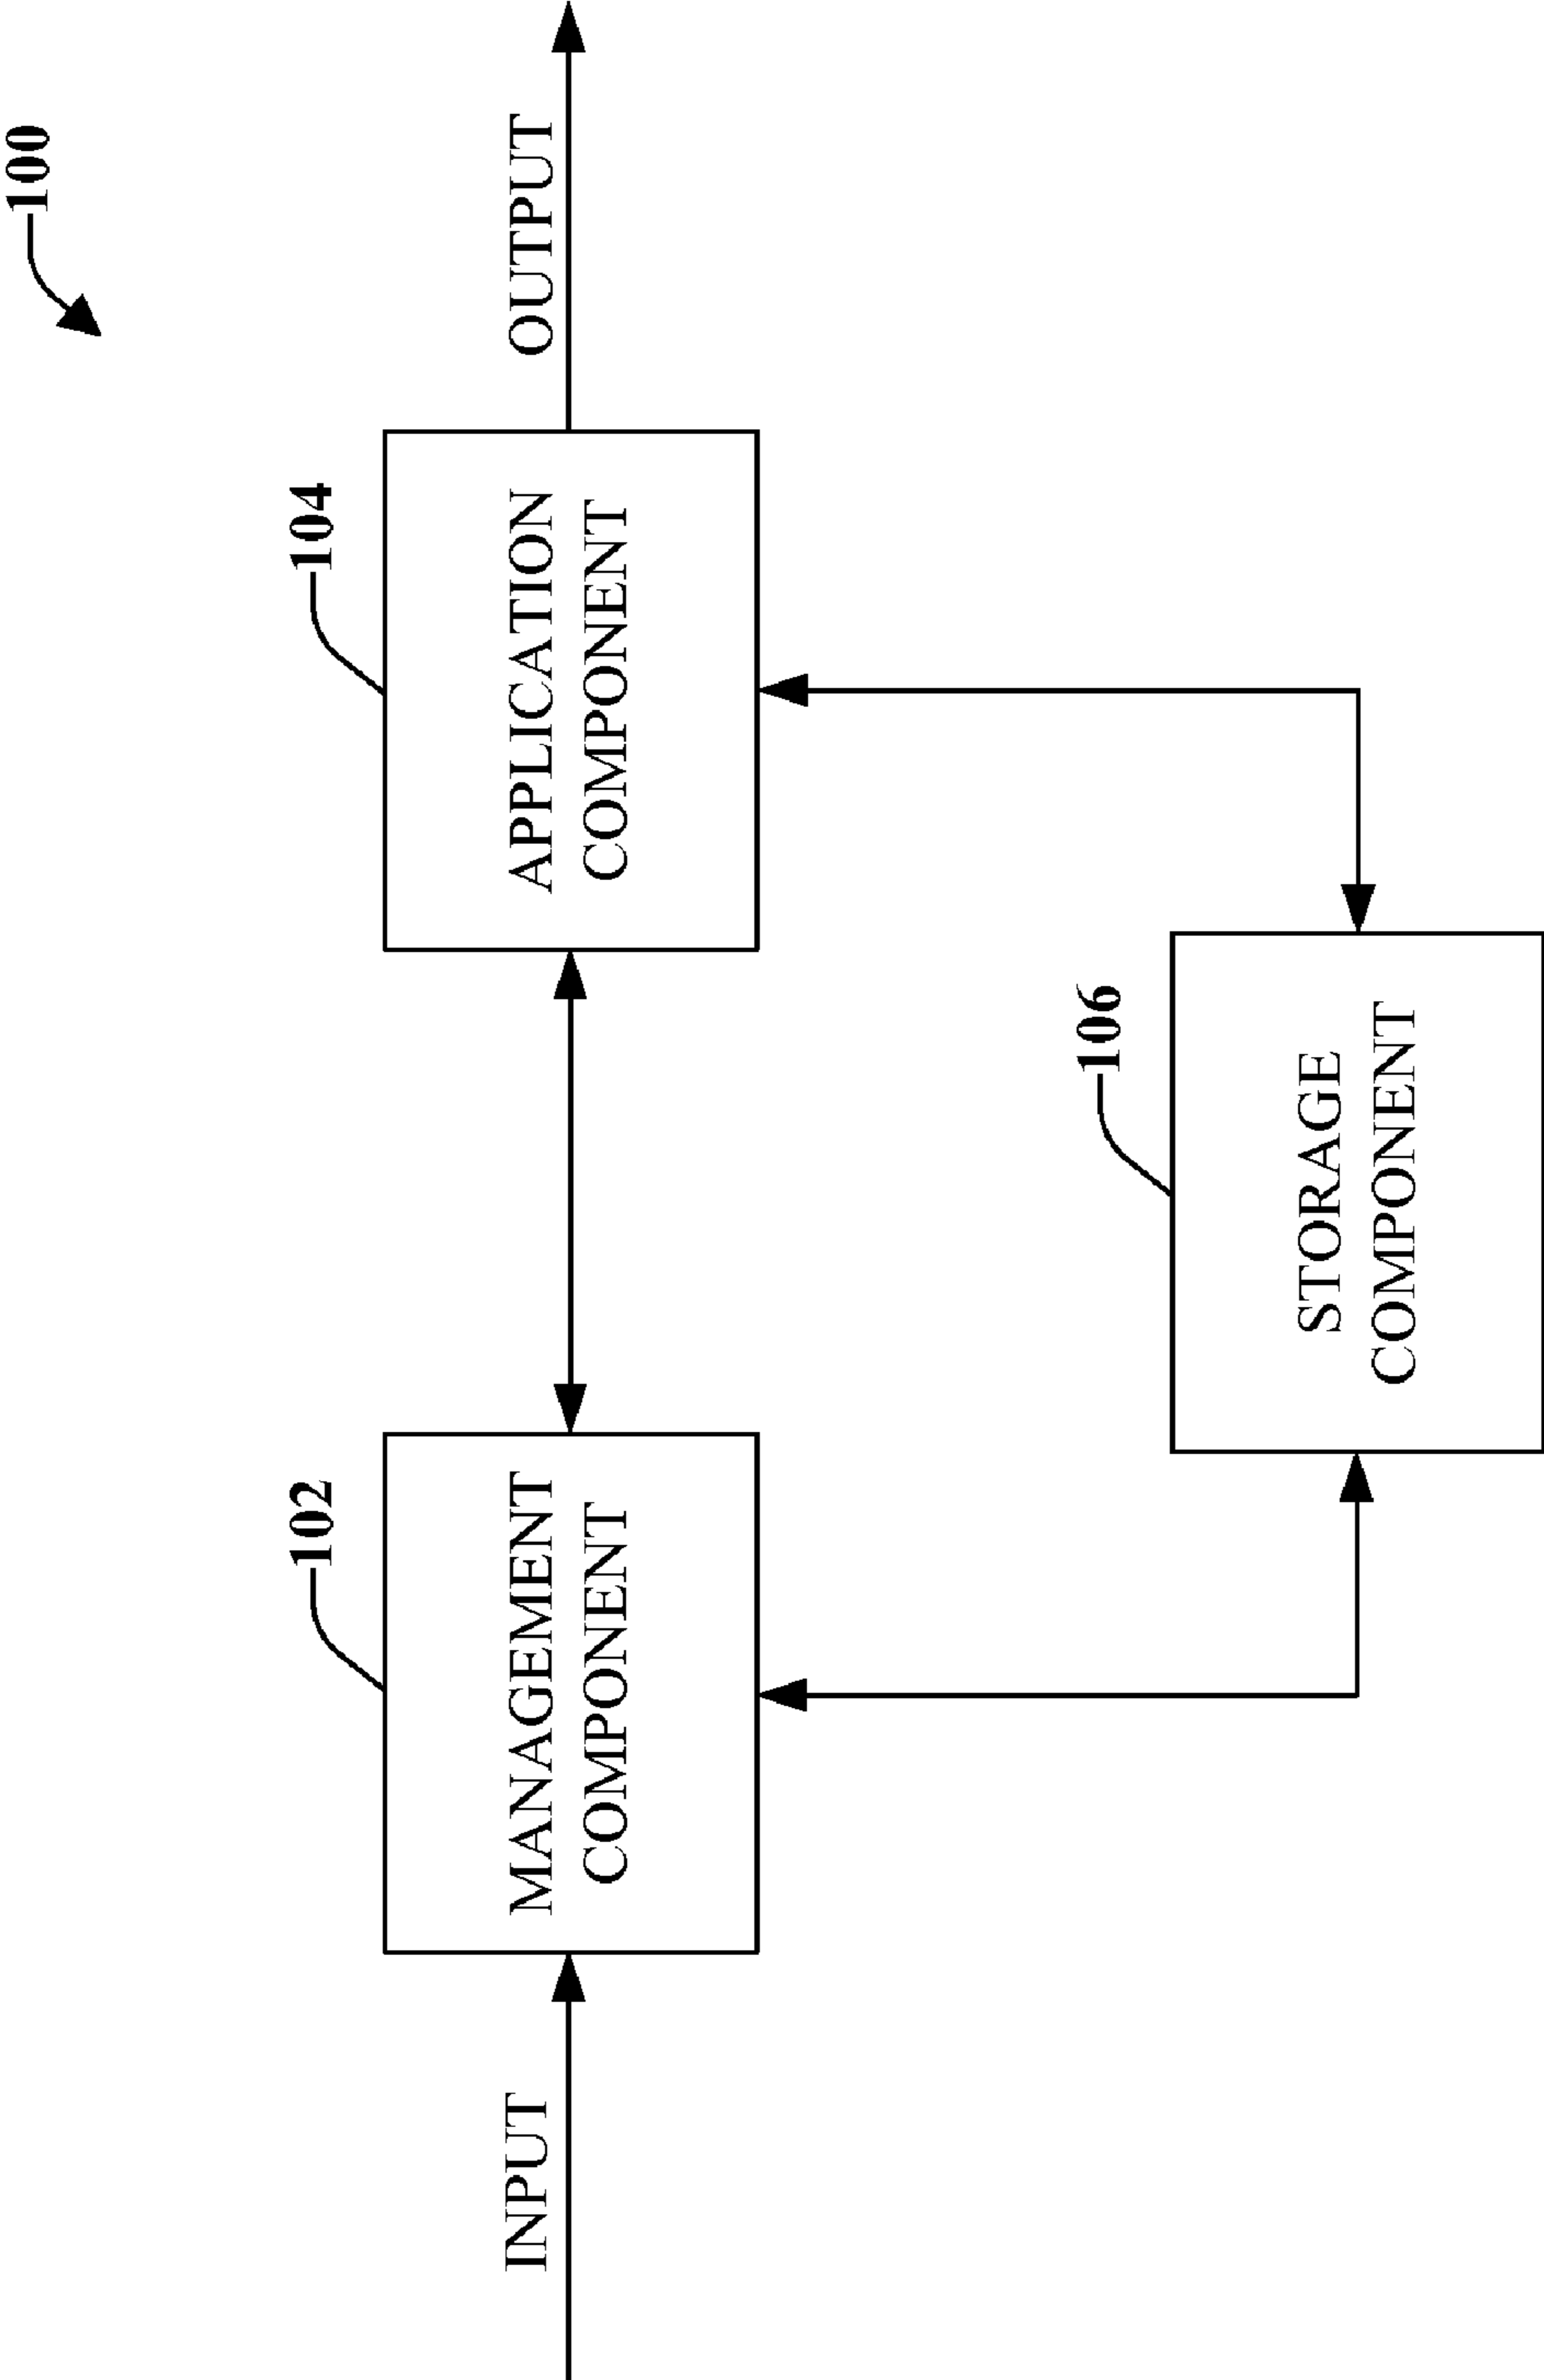 100
102
104
INPUT
MANAGEMENT
COMPONENT
APPLICATION
COMPONENT
OUTPUT
106
STORAGE
COMPONENT